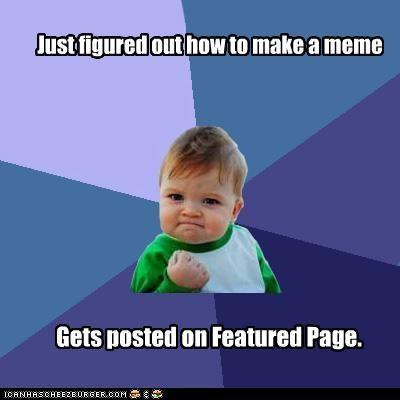 Just figured out how to make a meme
Gets posted on Featured Page.
ICANHASCHEEZBURGER.COM